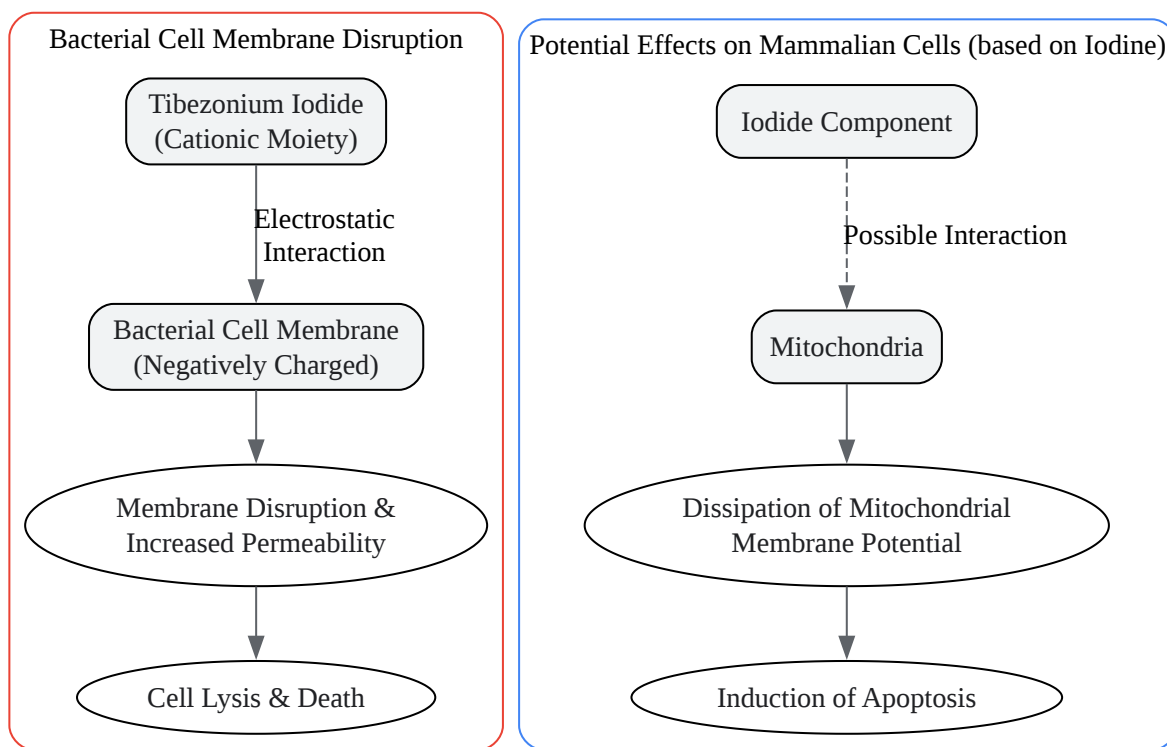 Bacterial Cell Membrane Disruption
Tibezonium Iodide
(Cationic Moiety)
Electrostatic
Interaction
Bacterial Cell Membrane
(Negatively Charged)
Membrane Disruption &
Increased Permeability
Cell Lysis & Death
Potential Effects on Mammalian Cells (based on Iodine)
Iodide Component
Possible Interaction
Mitochondria
Dissipation of Mitochondrial
Membrane Potential
Induction of Apoptosis